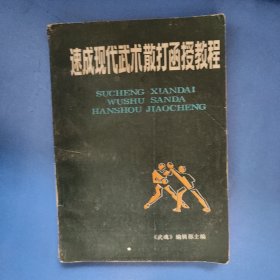 速成现代武术散打函授教程
SUCHENG XIANDAI
WUSHU SANDA
HANSHOU JIAOCHENG
《武魂》编辑部主编